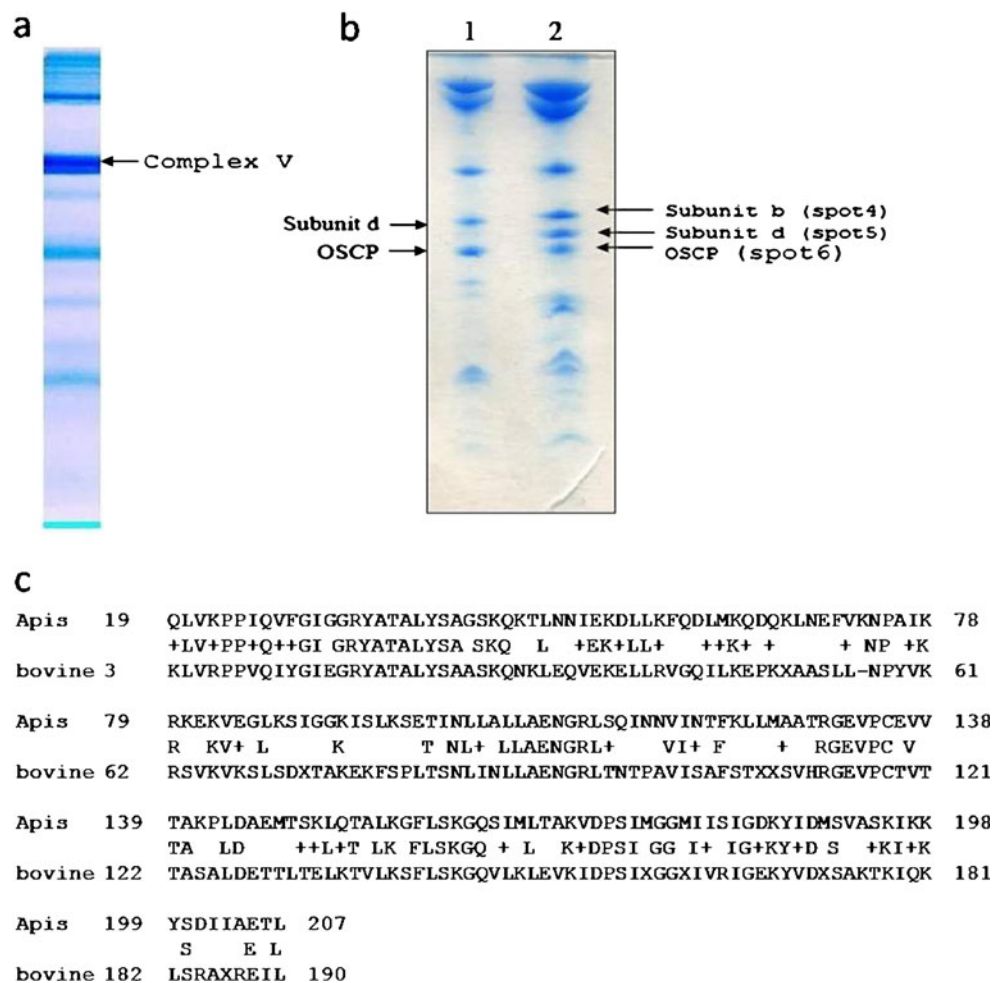 a
b
1 2
Complex V
Subunit d
OSCP
Subunit b (spot4)
Subunit d (spot5)
OSCP (spot6)
c
Apis 19 QLVKPPIQVFGIGGRYATALYSAGSKQKTLNNIEKDLLKFQDLMKQDQKLNEFVKNPAIK 78
+LV+PP+Q++GI GRYATALYSA SKQ L +EK+LL+ ++K+ + + NP +K
bovine 3 KLVRPPVQIYGIEGRYATALYSAASKQNKLEQVEKELLRVGQILKEPKXAASLL-NPYVK 61
Apis 79 RKEKVEGLKSIGGKISLKSETINLLALLAENGRLSQINNVINTFKLLMAATRGEVPCEVV 138
R KV+ L K T NL+ LLAENGRL+ VI+ F + RGEVPC V
bovine 62 RSVKVKSLSDXTAKEKFSPLTSNLINLLAENGRLTNTPAVISAFSTXXSVHRGEVPCTVT 121
Apis 139 TAKPLDAEMTSKLQTALKGFLSKGQSIMLTAKVDPSIMGGMIISIGDKYIDMSVASKIKK 198
TA LD ++L+T LK FLSKGQ + L K+DPSI GG I+ IG+KY+D S +KI+K
bovine 122 TASALDETTLTELKTVLKSFLSKGQVLKLEVKIDPSIXGGXIVRIGEKYVDXSAKTKIQK 181
Apis 199 YSDIIAETL 207
S E L
bovine 182 LSRAXREIL 190